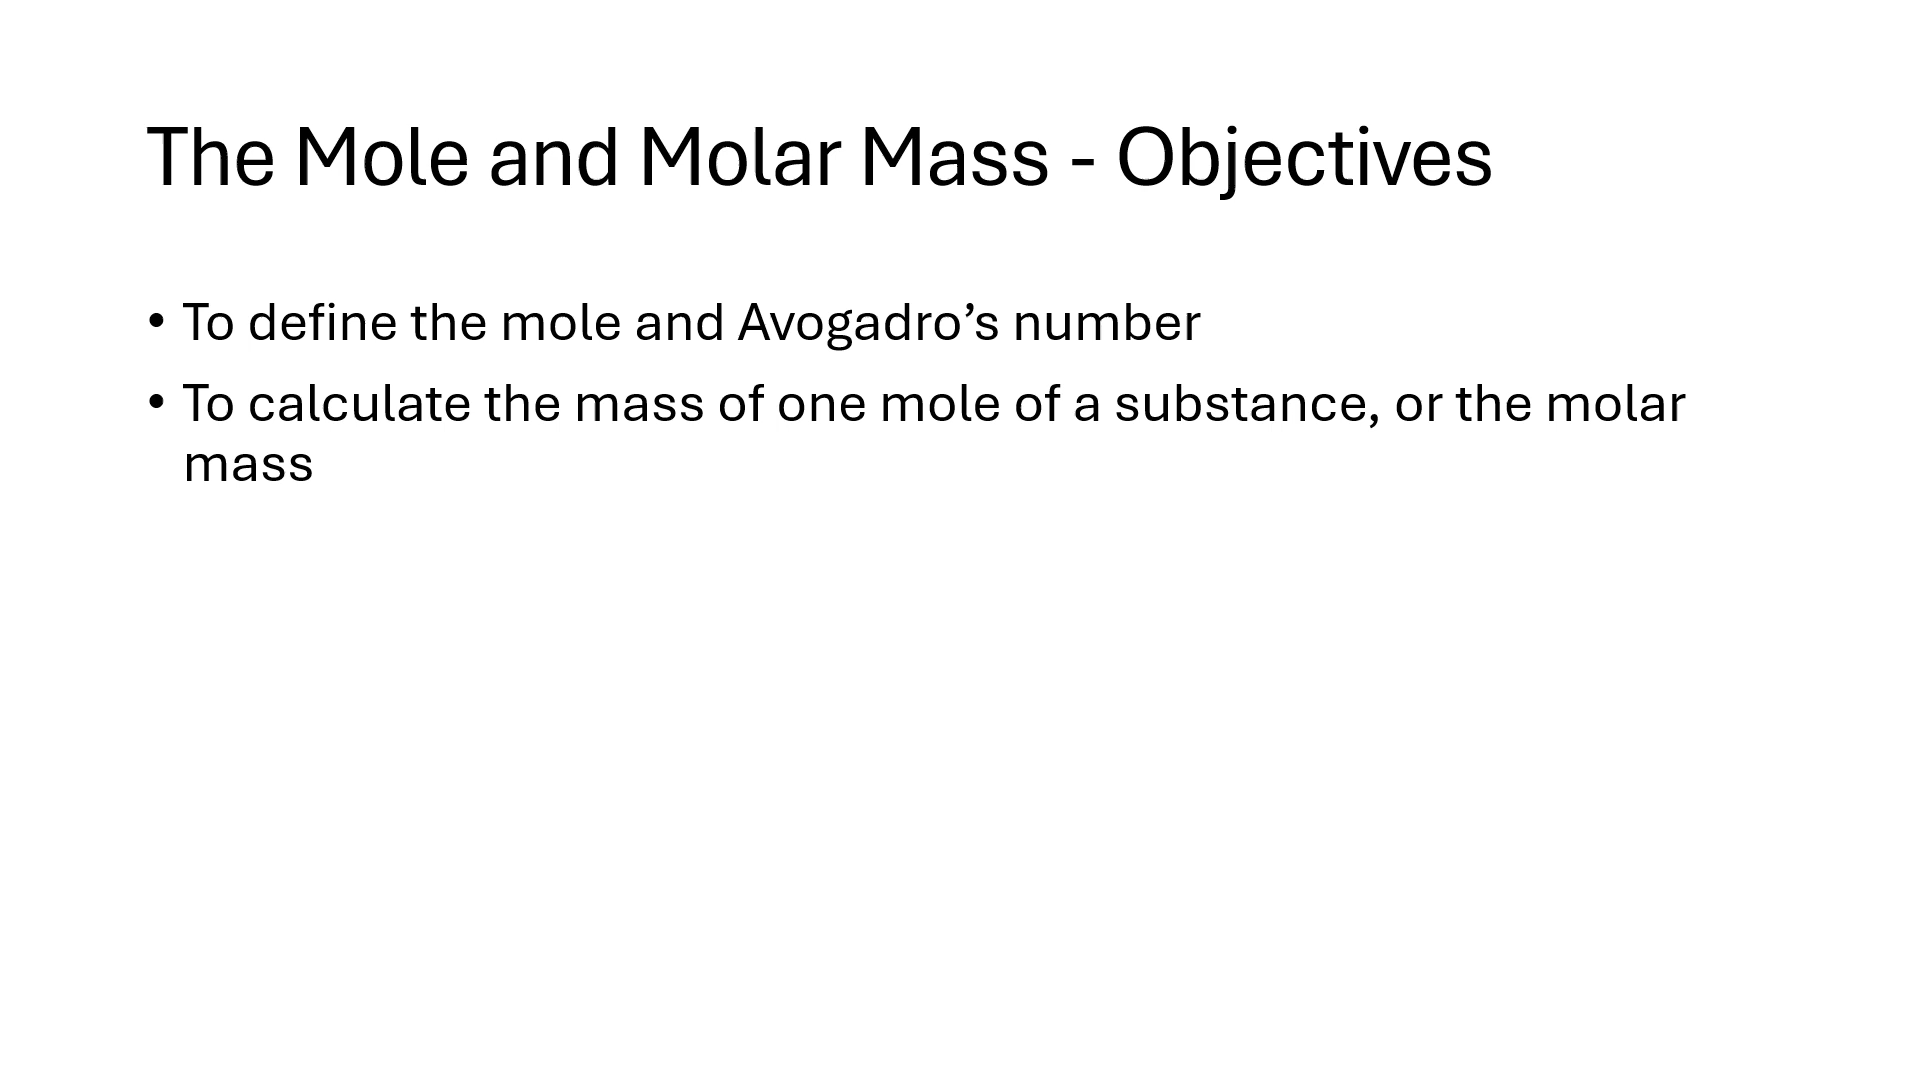 The Mole and Molar Mass - Objectives
• To define the mole and Avogadro’s number
• To calculate the mass of one mole of a substance, or the molar
mass